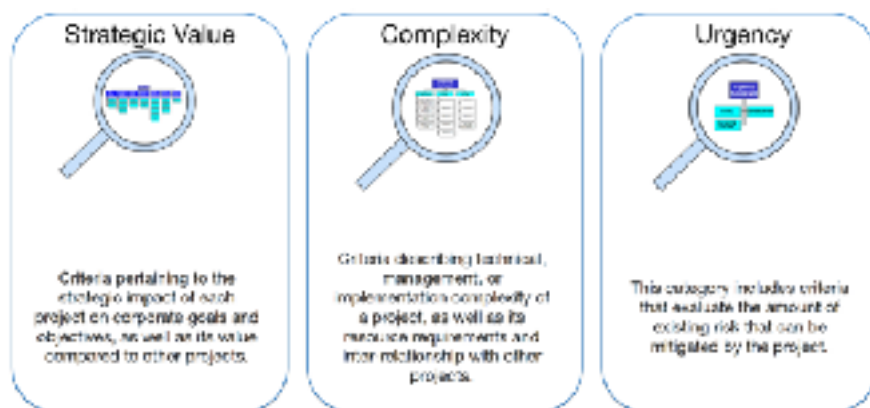 Strategic Value
Criteria pertaining to the
strategic impact of each
project on corporate goals and
objectives, as well as its value
compared to other projects.
Complexity
Criteria describing technical,
management, or
implementation complexity of
a project, as well as its
resource requirements and
inter relationship with other
projects.
Urgency
This category includes criteria
that evaluate the amount of
existing risk that can be
mitigated by the project.